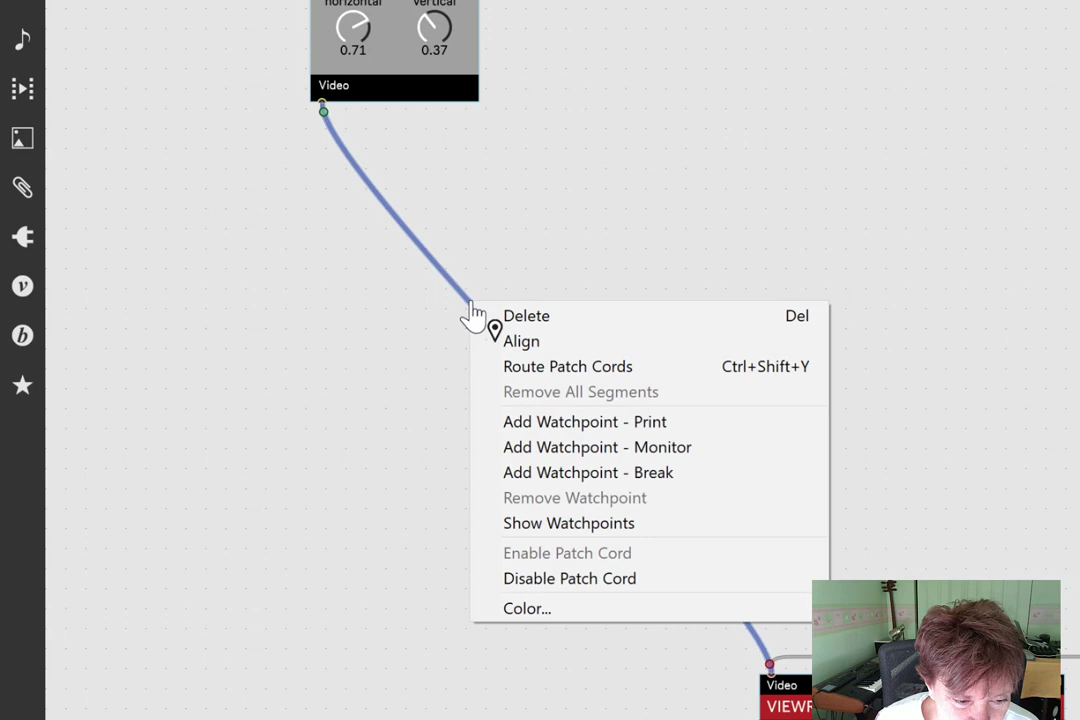 horizontal vertical
0.71 0.37
Video
Delete Del
Align
Route Patch Cords Ctrl+Shift+Y
Remove All Segments
Add Watchpoint - Print
Add Watchpoint - Monitor
Add Watchpoint - Break
Remove Watchpoint
Show Watchpoints
Enable Patch Cord
Disable Patch Cord
Color...
Video
VIEWR